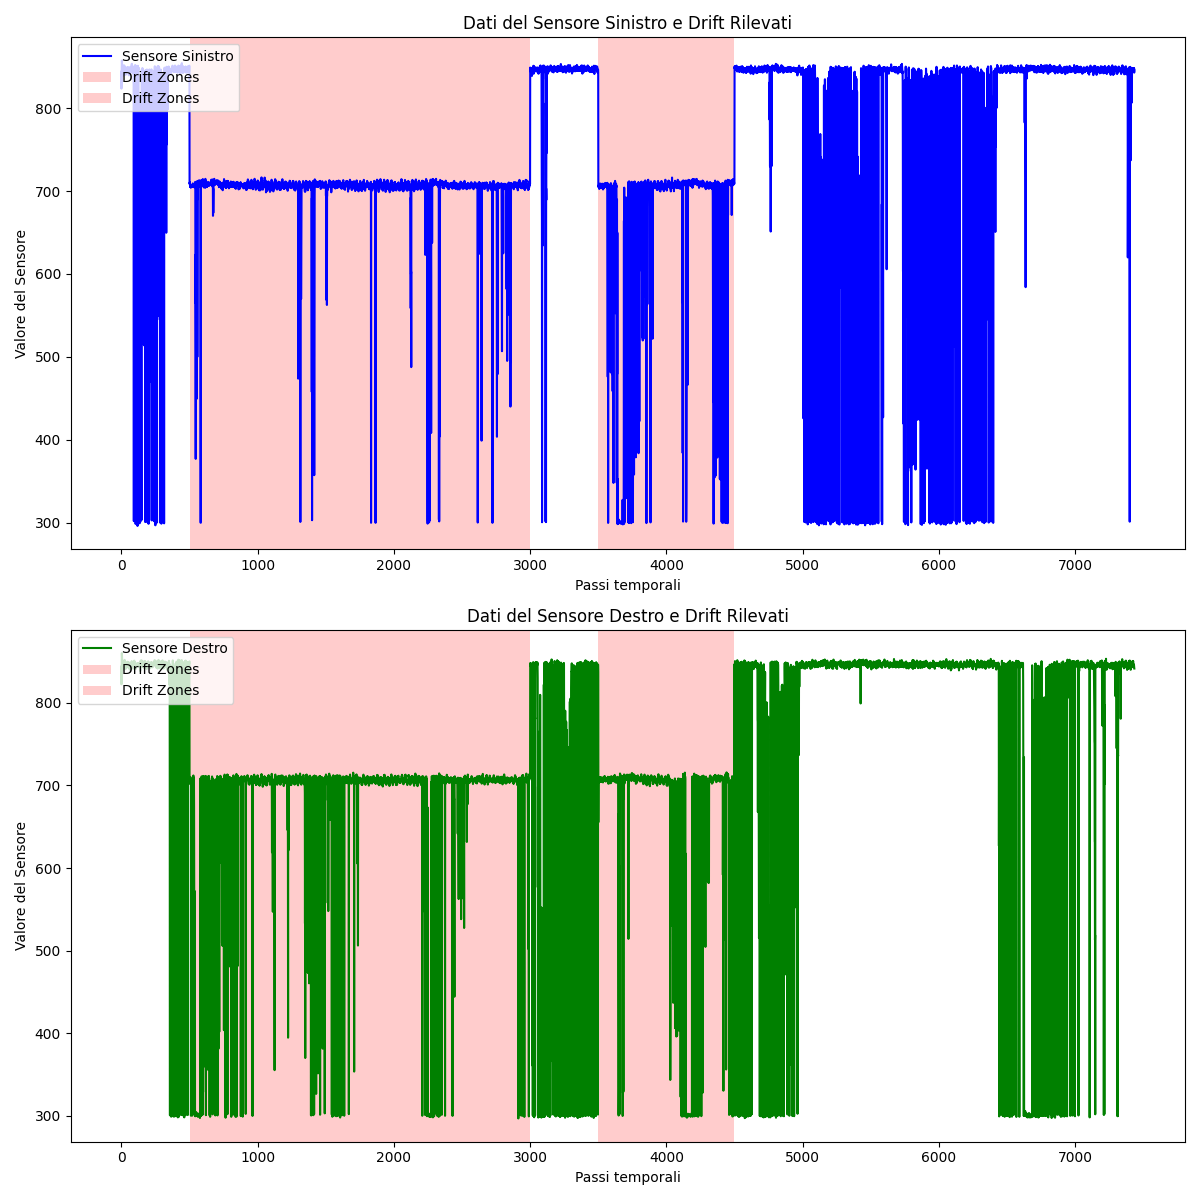 Dati del Sensore Sinistro e Drift Rilevati
Sensore Sinistro
Drift Zones
Drift Zones
Valore del Sensore
800
700
600
500
400
300
0 1000 2000 3000 4000 5000 6000 7000
Passi temporali
Dati del Sensore Destro e Drift Rilevati
Sensore Destro
Drift Zones
Drift Zones
Valore del Sensore
800
700
600
500
400
300
0 1000 2000 3000 4000 5000 6000 7000
Passi temporali